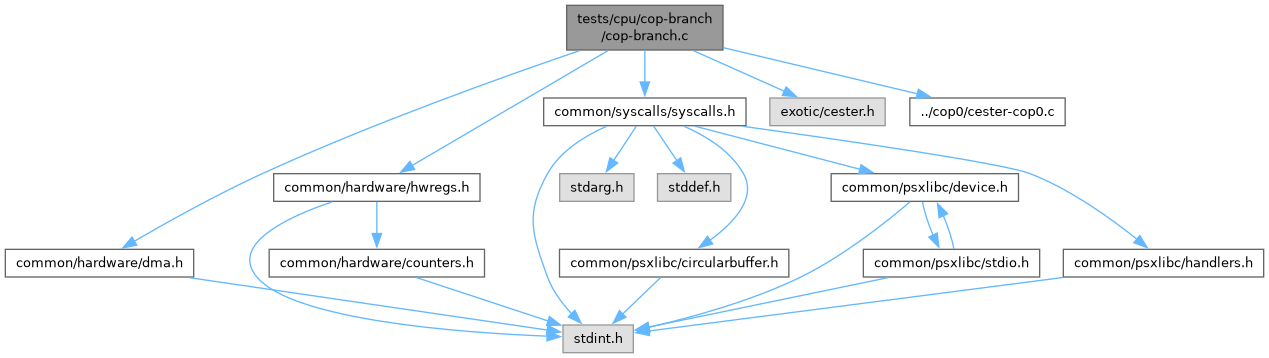 tests/cpu/cop-branch
/cop-branch.c
common/syscalls/syscalls.h
exotic/cester.h
../cop0/cester-cop0.c
common/hardware/hwregs.h
stdarg.h
stddef.h
common/psxlibc/device.h
common/hardware/dma.h
common/hardware/counters.h
common/psxlibc/circularbuffer.h
common/psxlibc/stdio.h
common/psxlibc/handlers.h
stdint.h